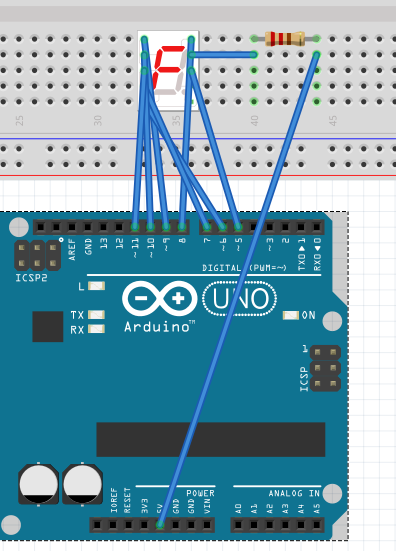 25
30
35
40
45
AREF
GND
13
12
~11
~10
~9
8
7
~6
~5
~3
2
TX0▶1
RX0◀0
DIGITAL (PWM=~)
ICSP2
L
TX
RX
UNO
ON
Arduino™
1
ICSP
POWER
ANALOG IN
IOREF
RESET
3V3
5V
GND
GND
VIN
A0
A1
A2
A3
A4
A5